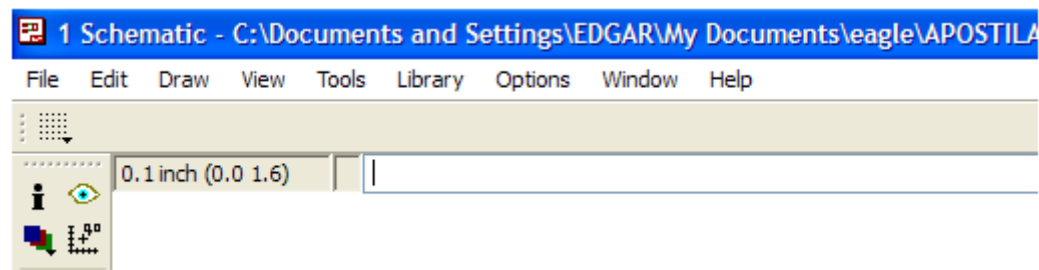 1 Schematic - C:\Documents and Settings\EDGAR\My Documents\eagle\APOSTILA
File Edit Draw View Tools Library Options Window Help
0.1 inch (0.0 1.6)